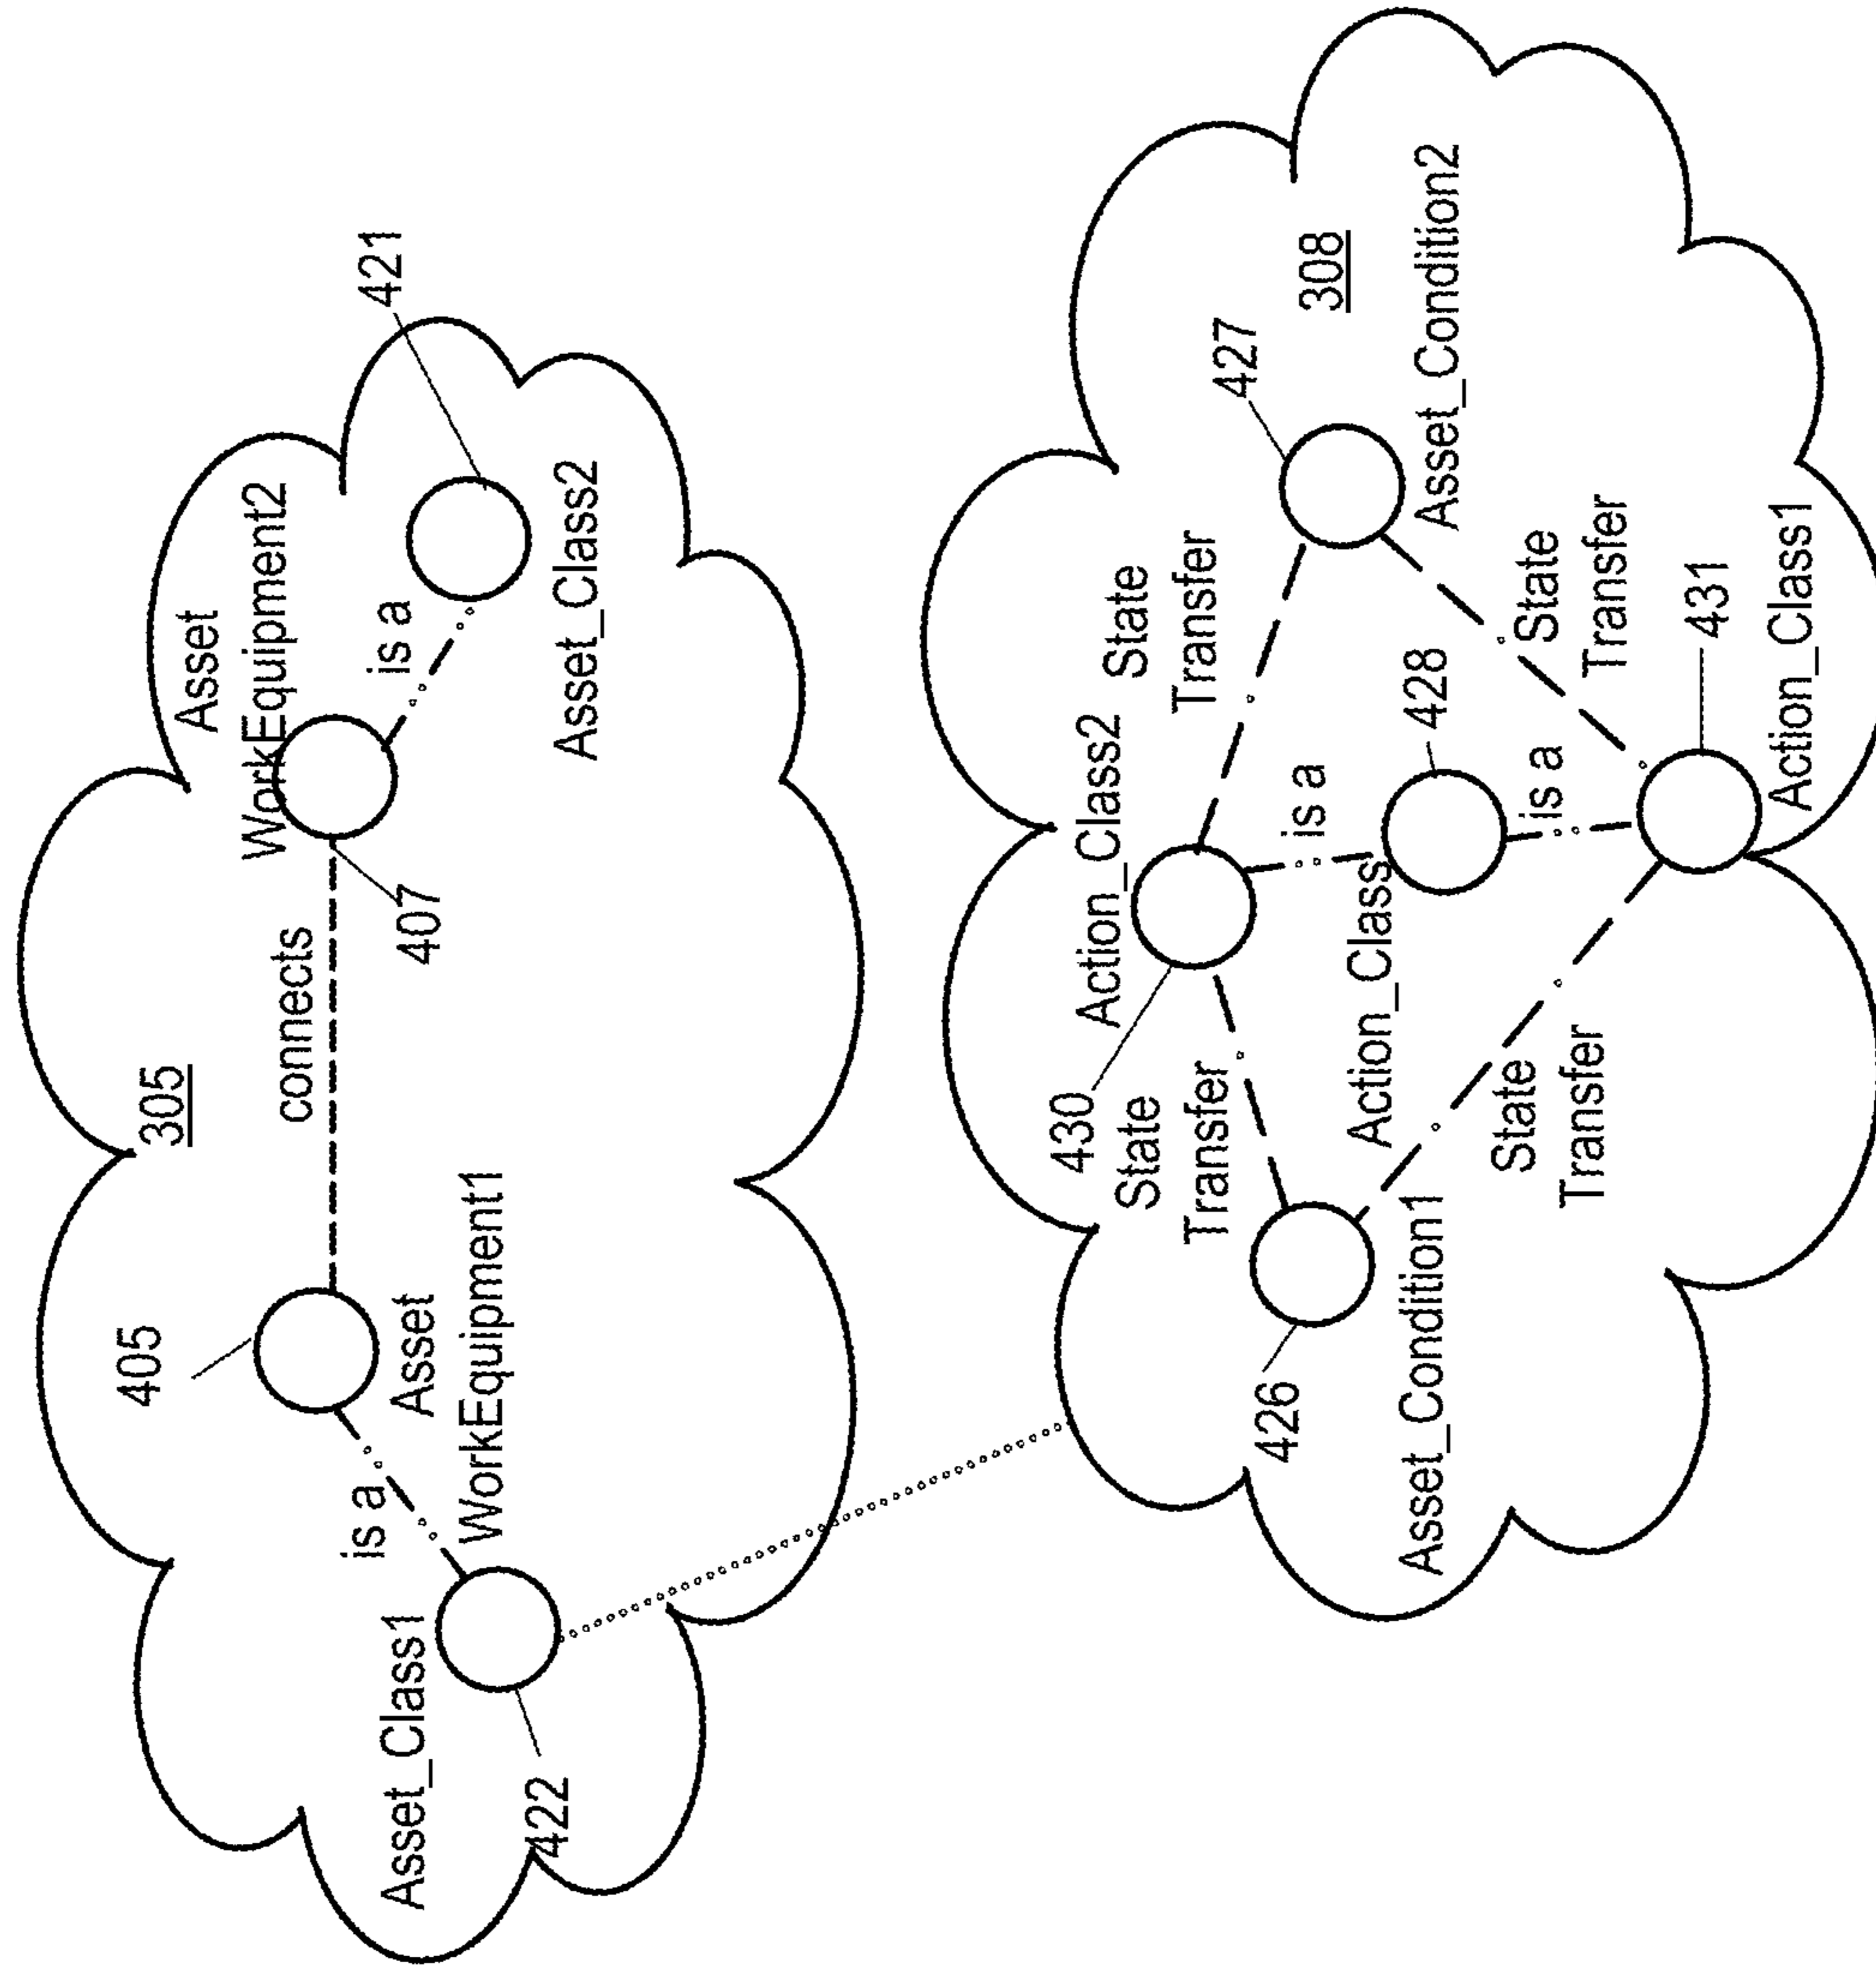 305
405
connects
Asset
WorkEquipment2
421
is a
Asset_Class1
is a
Asset
WorkEquipment1
407
Asset_Class2
422
430
Action_Class2
State
Transfer
427
308
State
Transfer
is a
426
Action_Class
428
Asset_Condition2
Asset_Condition1
is a
State
Transfer
State
Transfer
431
Action_Class1